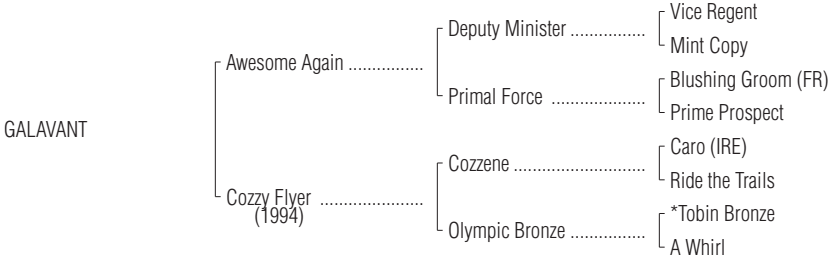 Vice Regent
Deputy Minister ................
Mint Copy
Awesome Again ................
Blushing Groom (FR)
Primal Force ....................
Prime Prospect
GALAVANT
Caro (IRE)
Cozzene ............................
Ride the Trails
Cozzy Flyer ......................
(1994)
*Tobin Bronze
Olympic Bronze ................
A Whirl